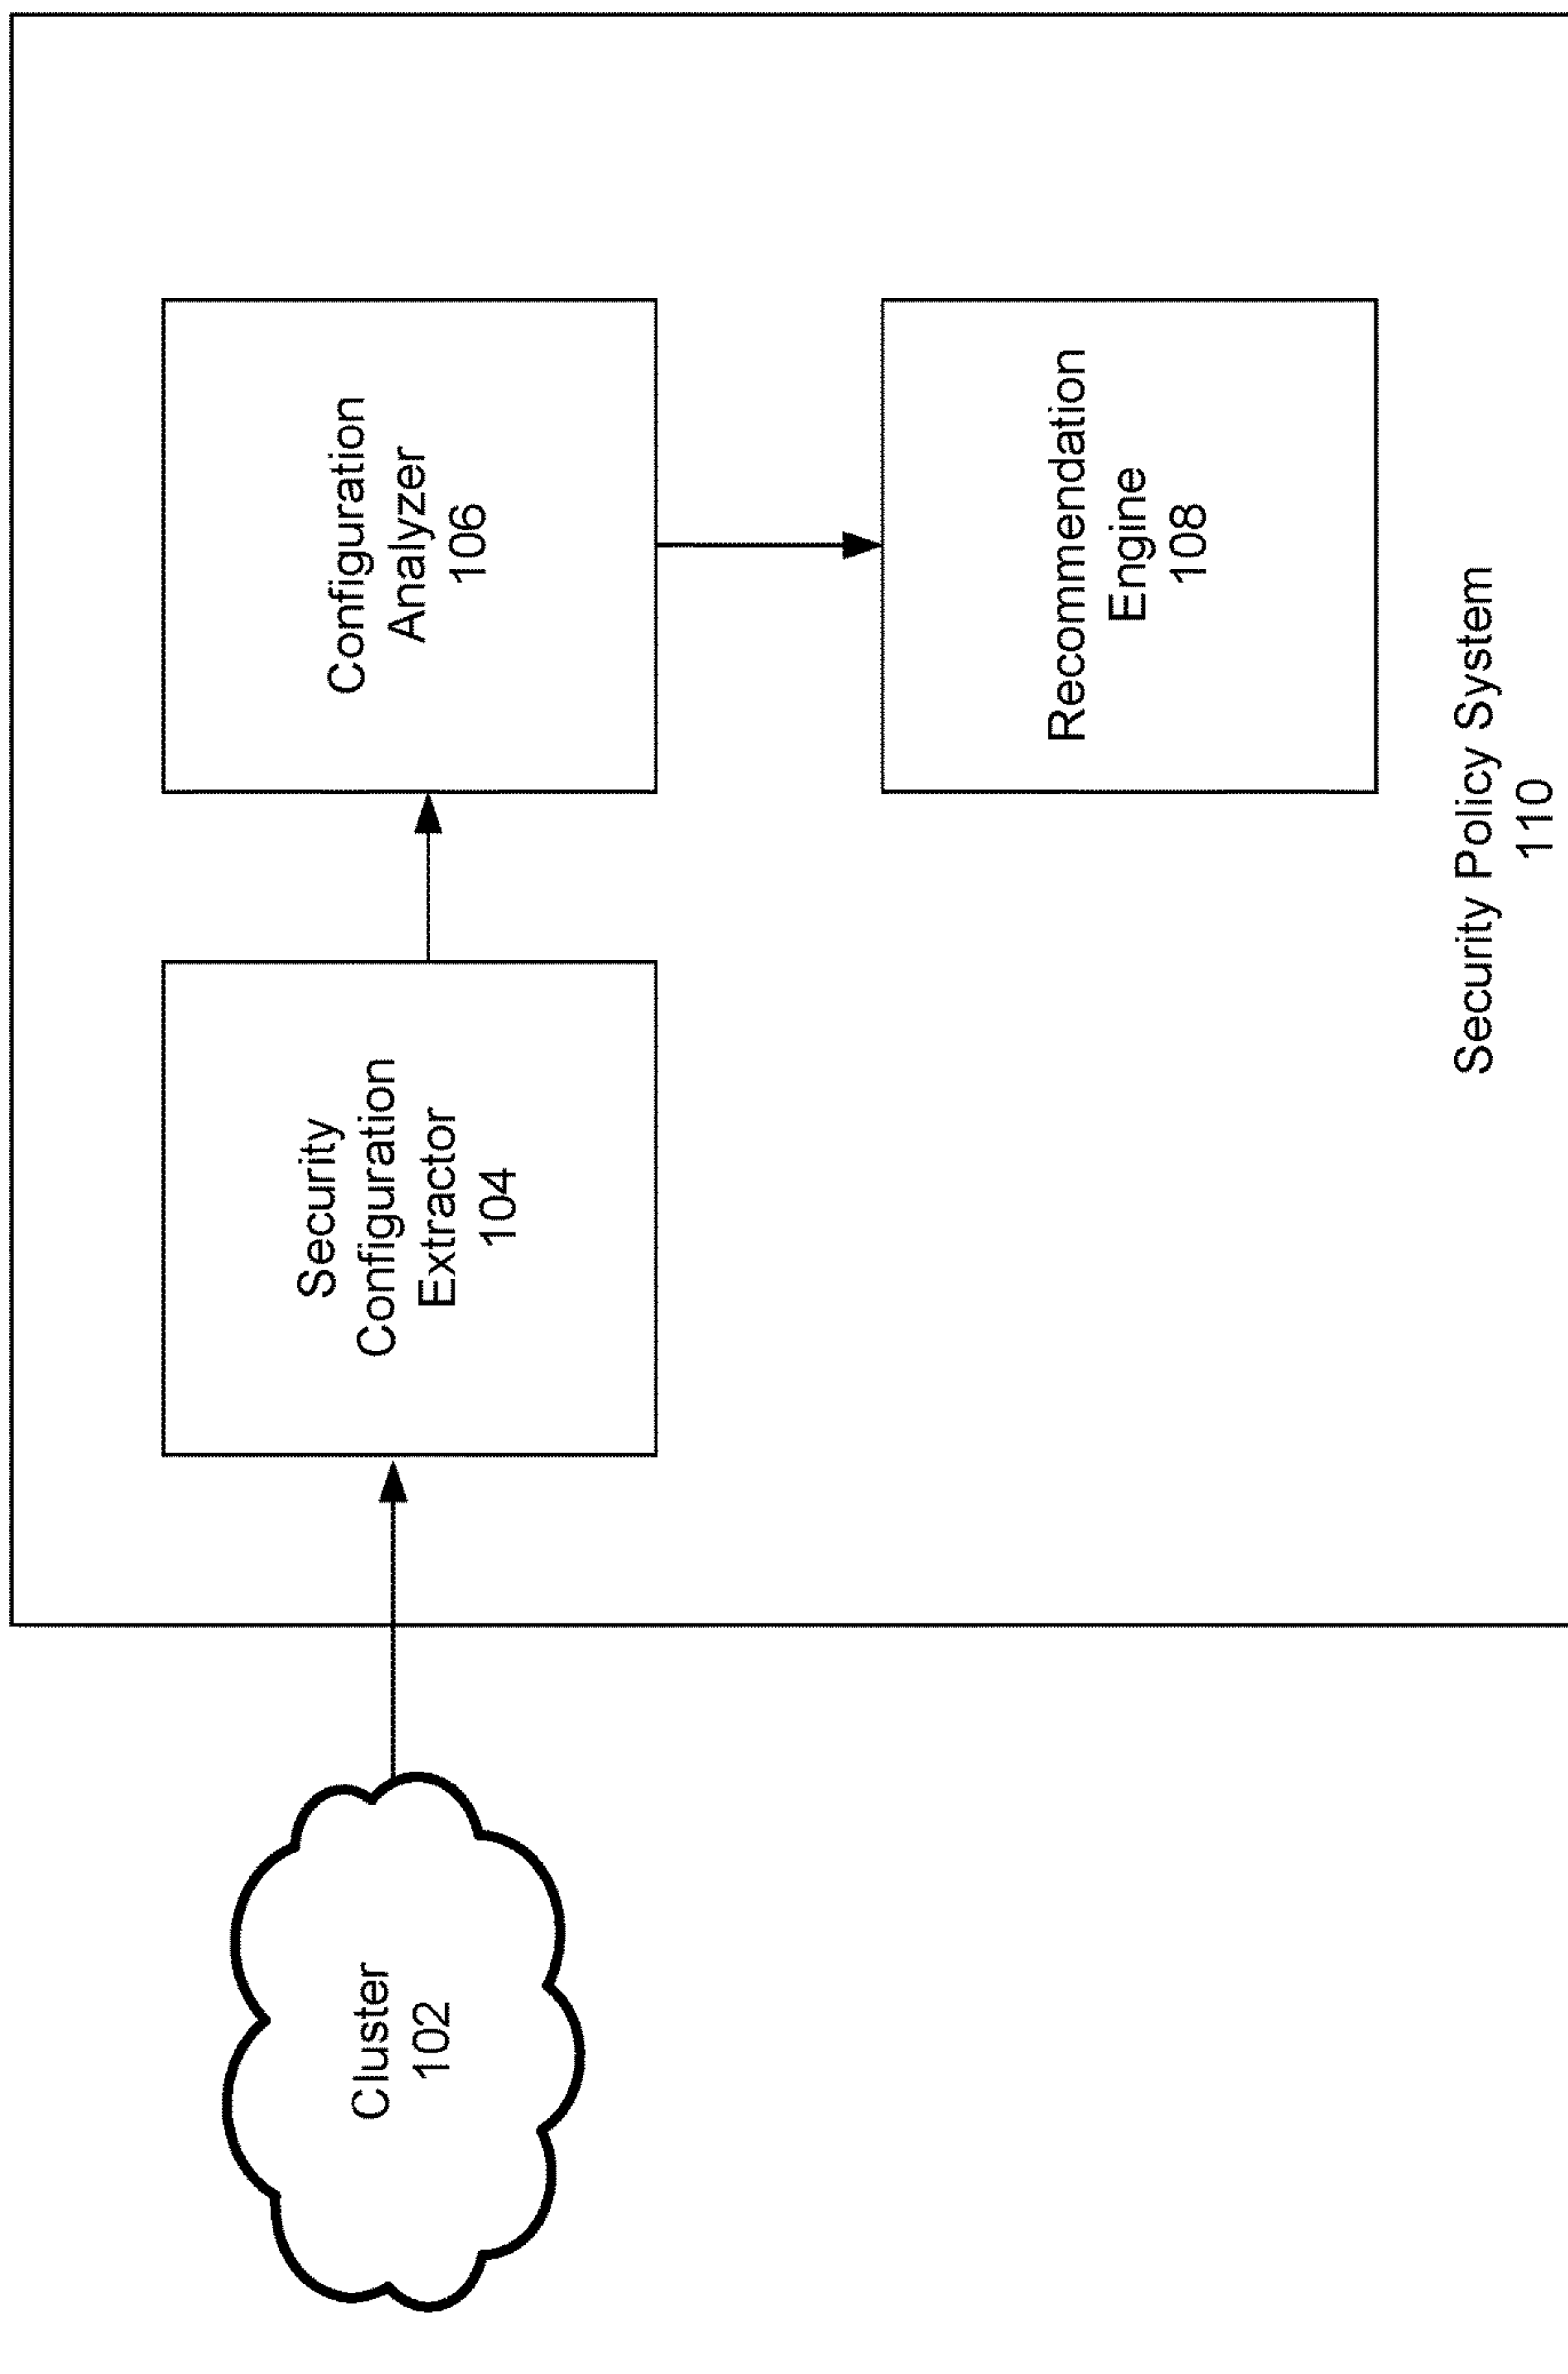 Cluster
102
Security
Configuration
Extractor
104
Configuration
Analyzer
106
Recommendation
Engine
108
Security Policy System
110